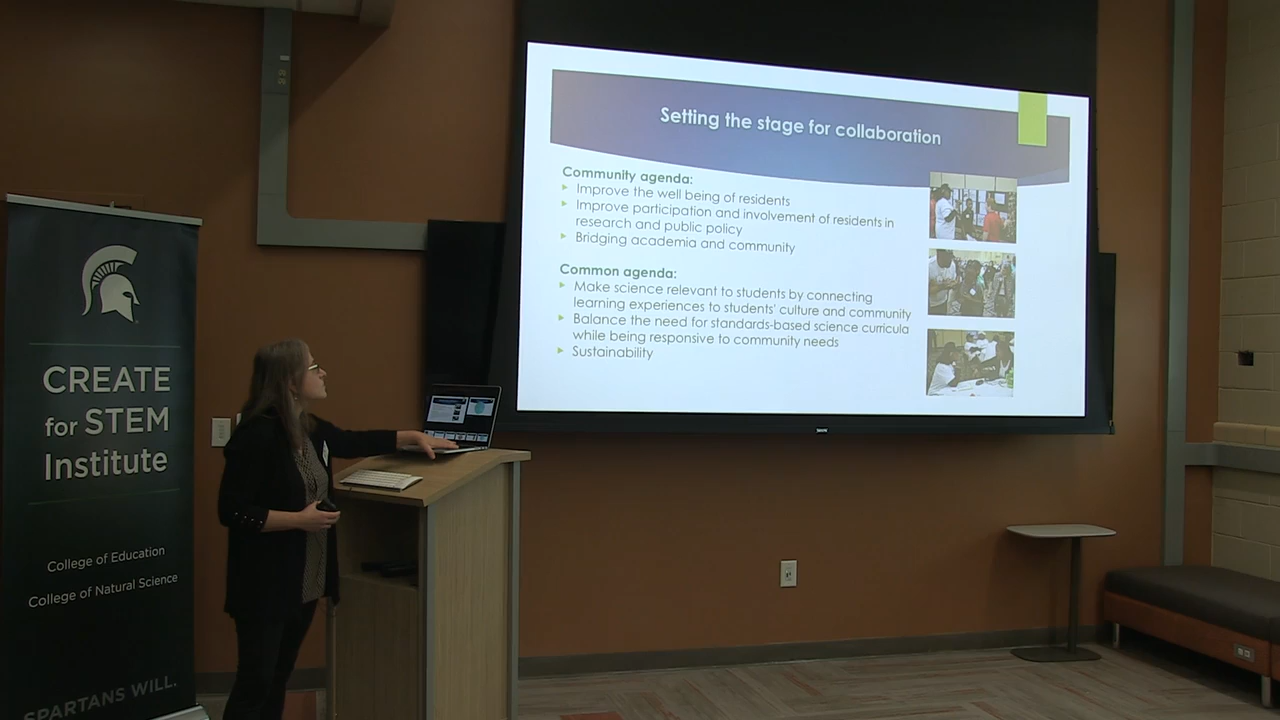 Setting the stage for collaboration
Community agenda:
Improve the well being of residents
Improve participation and involvement of residents in
research and public policy
Bridging academia and community
Common agenda:
Make science relevant to students by connecting
learning experiences to students' culture and community
Balance the need for standards-based science curricula
while being responsive to community needs
Sustainability
CREATE
for STEM
Institute
College of Education
College of Natural Science
SPARTANS WILL.